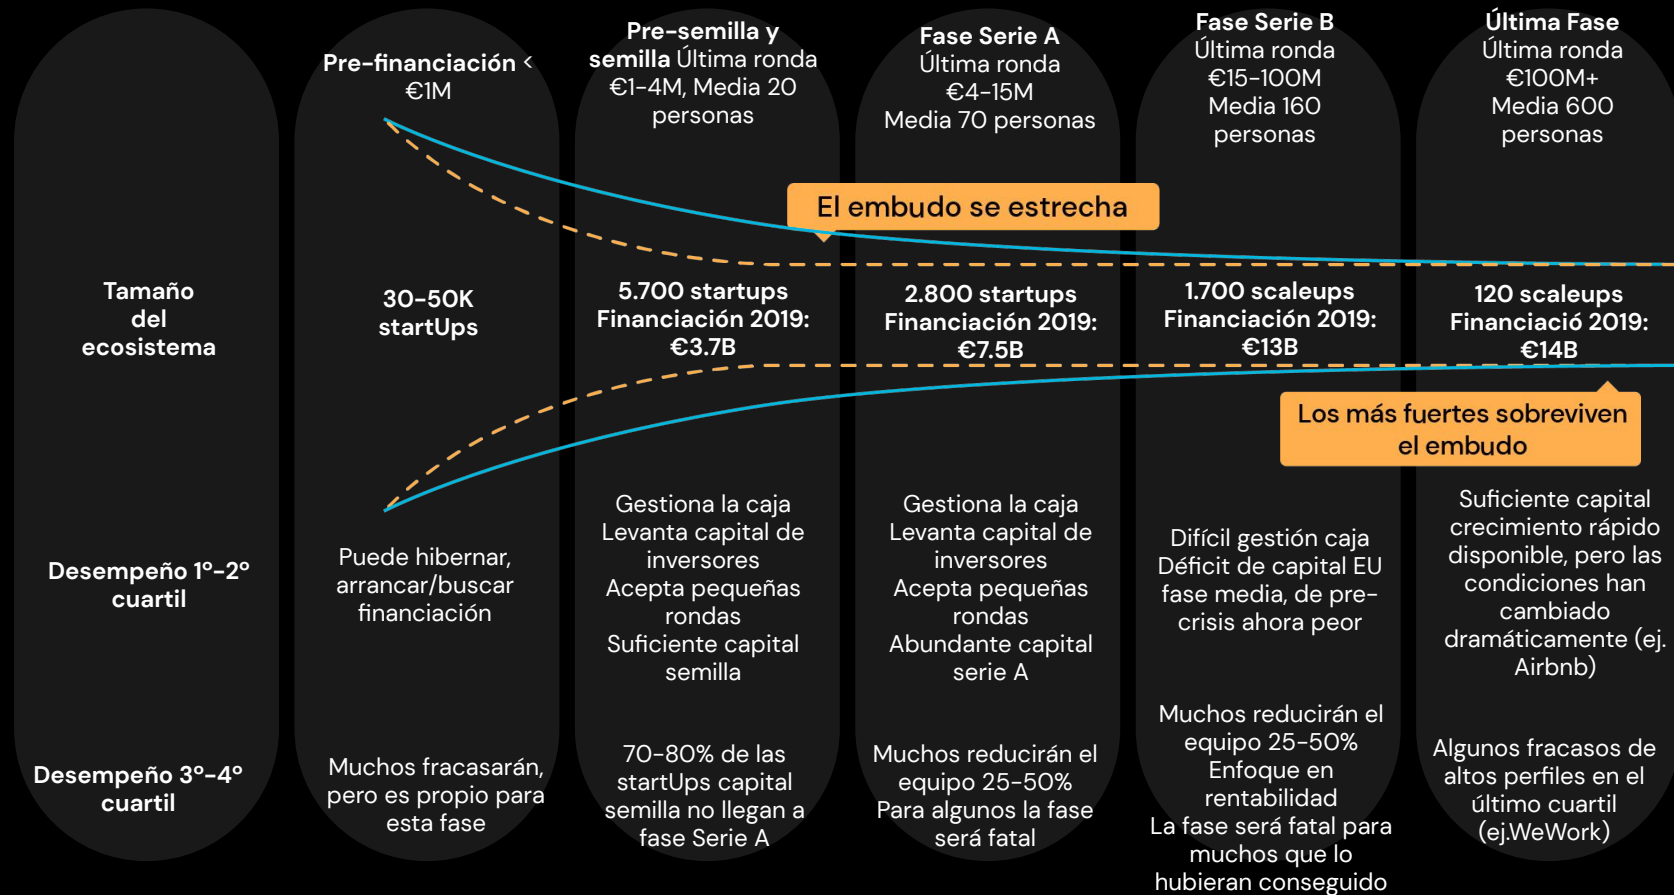 Pre-financiación <
€1M
Pre-semilla y
semilla Última ronda
€1-4M, Media 20
personas
Fase Serie A
Última ronda
€4-15M
Media 70 personas
Fase Serie B
Última ronda
€15-100M
Media 160
personas
Última Fase
Última ronda
€100M+
Media 600
personas
El embudo se estrecha
Tamaño
del
ecosistema
30-50K
startUps
5.700 startups
Financiación 2019:
€3.7B
2.800 startups
Financiación 2019:
€7.5B
1.700 scaleups
Financiación 2019:
€13B
120 scaleups
Financiació 2019:
€14B
Los más fuertes sobreviven
el embudo
Desempeño 1º-2º
cuartil
Puede hibernar,
arrancar/buscar
financiación
Gestiona la caja
Levanta capital de
inversores
Acepta pequeñas
rondas
Suficiente capital
semilla
Gestiona la caja
Levanta capital de
inversores
Acepta pequeñas
rondas
Abundante capital
serie A
Difícil gestión caja
Déficit de capital EU
fase media, de pre-
crisis ahora peor
Suficiente capital
crecimiento rápido
disponible, pero las
condiciones han
cambiado
dramáticamente (ej.
Airbnb)
Desempeño 3º-4º
cuartil
Muchos fracasarán,
pero es propio para
esta fase
70-80% de las
startUps capital
semilla no llegan a
fase Serie A
Muchos reducirán el
equipo 25-50%
Para algunos la fase
será fatal
Muchos reducirán el
equipo 25-50%
Enfoque en
rentabilidad
La fase será fatal para
muchos que lo
hubieran conseguido
Algunos fracasos de
altos perfiles en el
último cuartil
(ej.WeWork)